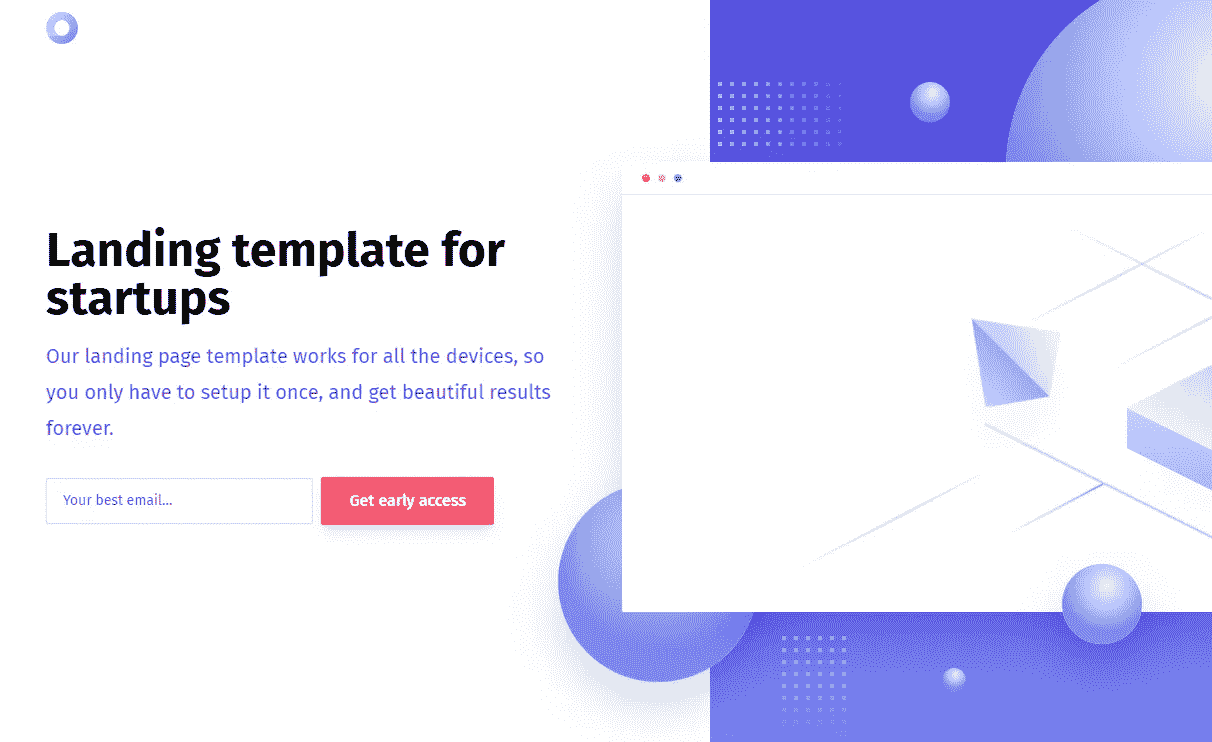 Landing template for
startups
Our landing page template works for all the devices, so
you only have to setup it once, and get beautiful results
forever.
Your best email...
Get early access